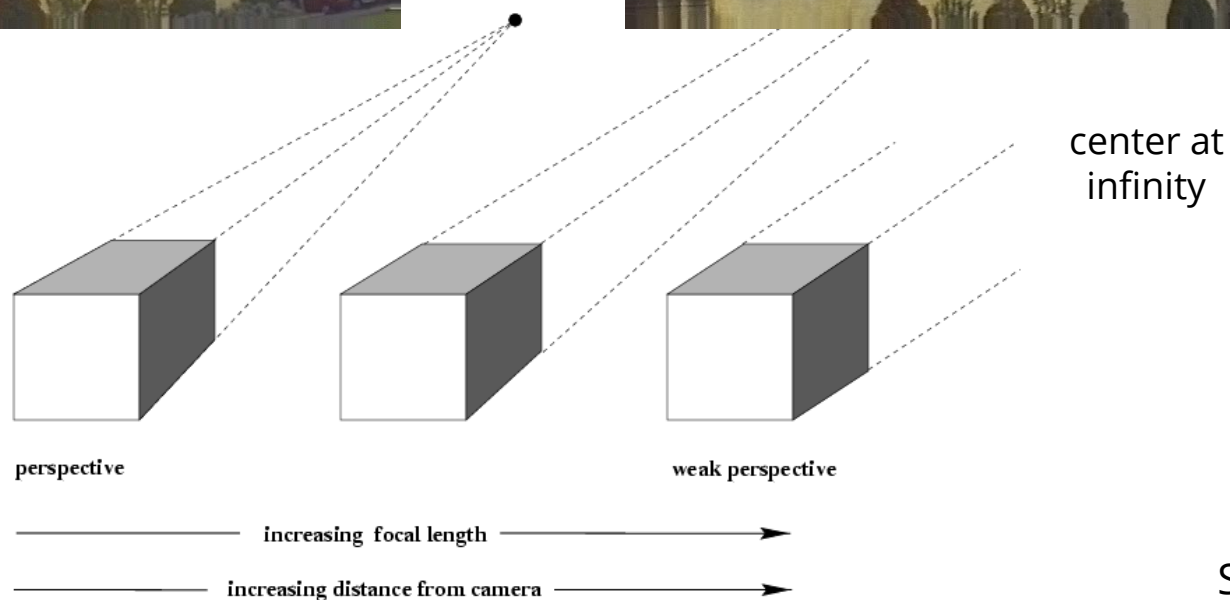 center at
infinity
perspective
weak perspective
increasing focal length
increasing distance from camera
S